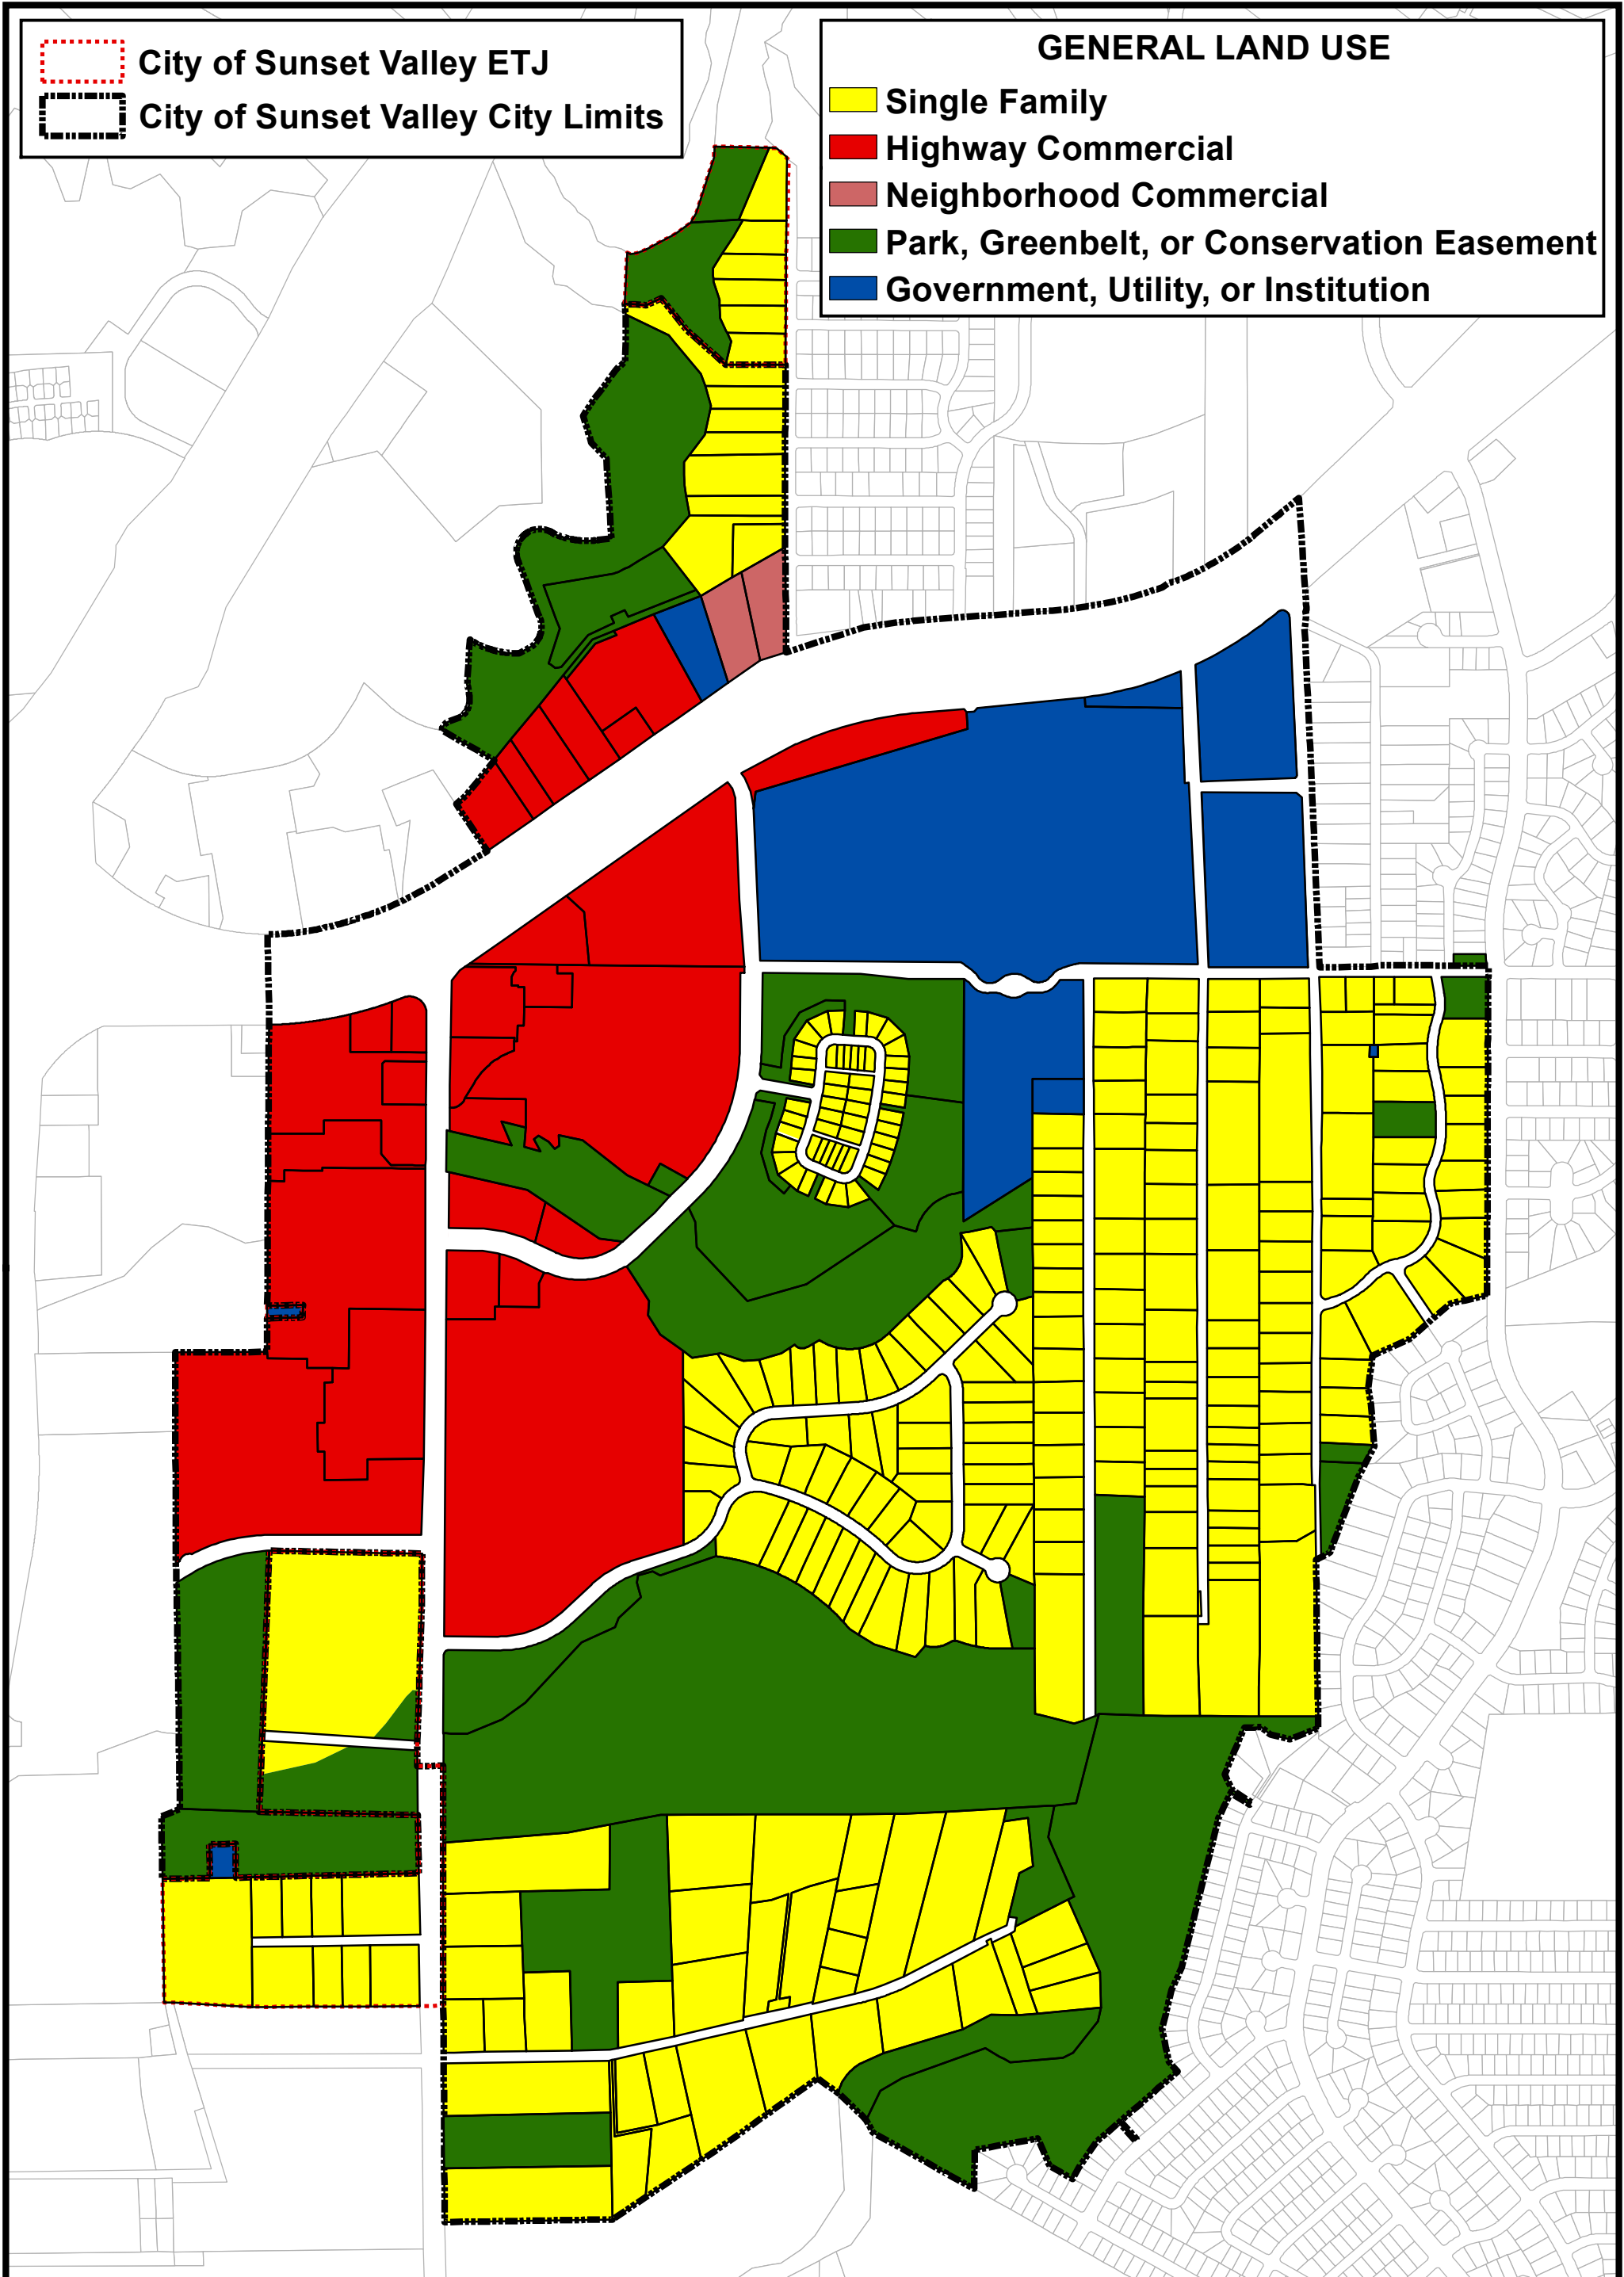 City of Sunset Valley ETJ
City of Sunset Valley City Limits
GENERAL LAND USE
Single Family
Highway Commercial
Neighborhood Commercial
Park, Greenbelt, or Conservation Easement
Government, Utility, or Institution